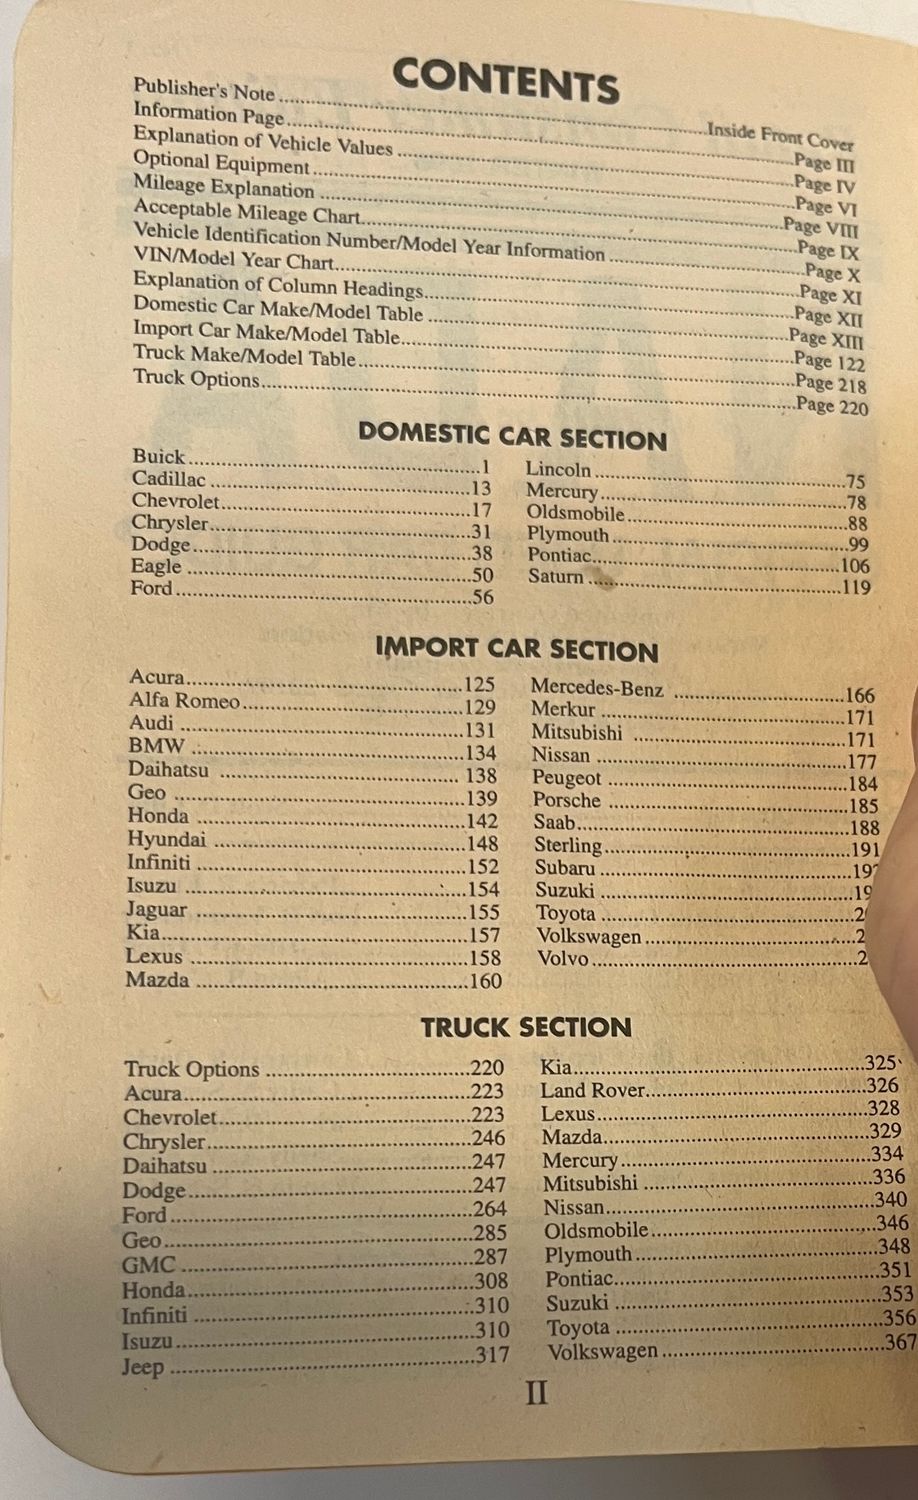 CONTENTS
Publisher's Note ........ Inside Front Cover
Information Page ........ Page III
Explanation of Vehicle Values ........ Page IV
Optional Equipment ........ Page VI
Mileage Explanation ........ Page VIII
Acceptable Mileage Chart ........ Page IX
Vehicle Identification Number/Model Year Information ........ Page X
VIN/Model Year Chart ........ Page XI
Explanation of Column Headings ........ Page XII
Domestic Car Make/Model Table ........ Page XIII
Import Car Make/Model Table ........ Page 122
Truck Make/Model Table ........ Page 218
Truck Options ........ Page 220
DOMESTIC CAR SECTION
Buick ........ 1
Cadillac ........ 13
Chevrolet ........ 17
Chrysler ........ 31
Dodge ........ 38
Eagle ........ 50
Ford ........ 56
Lincoln ........ 75
Mercury ........ 78
Oldsmobile ........ 88
Plymouth ........ 99
Pontiac ........ 106
Saturn ........ 119
IMPORT CAR SECTION
Acura ........ 125
Alfa Romeo ........ 129
Audi ........ 131
BMW ........ 134
Daihatsu ........ 138
Geo ........ 139
Honda ........ 142
Hyundai ........ 148
Infiniti ........ 152
Isuzu ........ 154
Jaguar ........ 155
Kia ........ 157
Lexus ........ 158
Mazda ........ 160
Mercedes-Benz ........ 166
Merkur ........ 171
Mitsubishi ........ 171
Nissan ........ 177
Peugeot ........ 184
Porsche ........ 185
Saab ........ 188
Sterling ........ 191
Subaru ........
Suzuki ........
Toyota ........
Volkswagen ........
Volvo ........
TRUCK SECTION
Truck Options ........ 220
Acura ........ 223
Chevrolet ........ 223
Chrysler ........ 246
Daihatsu ........ 247
Dodge ........ 247
Ford ........ 264
Geo ........ 285
GMC ........ 287
Honda ........ 308
Infiniti ........ 310
Isuzu ........ 310
Jeep ........ 317
Kia ........ 325
Land Rover ........ 326
Lexus ........ 328
Mazda ........ 329
Mercury ........ 334
Mitsubishi ........ 336
Nissan ........ 340
Oldsmobile ........ 346
Plymouth ........ 348
Pontiac ........ 351
Suzuki ........ 353
Toyota ........ 356
Volkswagen ........ 367
II